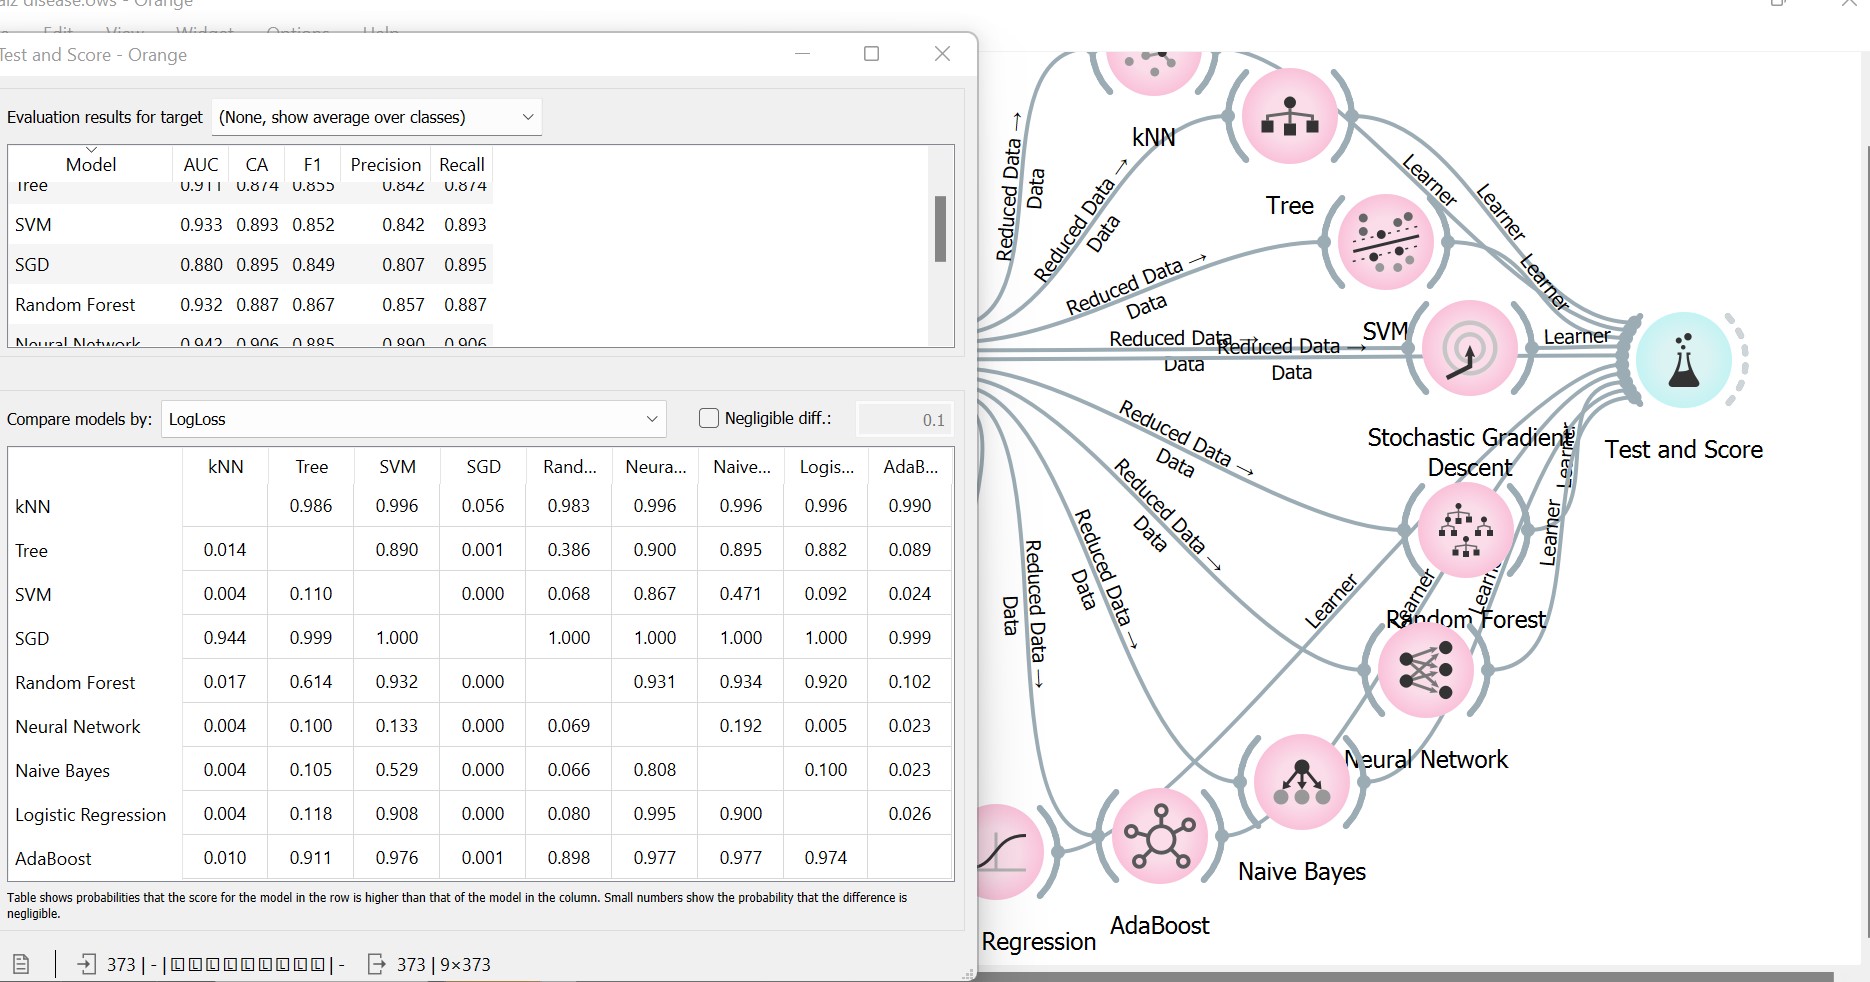 aiz disease.ows - Orange
Edit View Widget Options Help
Test and Score - Orange
Evaluation results for target (None, show average over classes)
Model AUC CA F1 Precision Recall
Tree 0.911 0.874 0.855 0.842 0.874
SVM 0.933 0.893 0.852 0.842 0.893
SGD 0.880 0.895 0.849 0.807 0.895
Random Forest 0.932 0.887 0.867 0.857 0.887
Neural Network 0.942 0.906 0.885 0.890 0.906
Compare models by: LogLoss Negligible diff.: 0.1
kNN Tree SVM SGD Rand... Neura... Naive... Logis... AdaB...
kNN 0.986 0.996 0.056 0.983 0.996 0.996 0.996 0.990
Tree 0.014 0.890 0.001 0.386 0.900 0.895 0.882 0.089
SVM 0.004 0.110 0.000 0.068 0.867 0.471 0.092 0.024
SGD 0.944 0.999 1.000 1.000 1.000 1.000 1.000 0.999
Random Forest 0.017 0.614 0.932 0.000 0.931 0.934 0.920 0.102
Neural Network 0.004 0.100 0.133 0.000 0.069 0.192 0.005 0.023
Naive Bayes 0.004 0.105 0.529 0.000 0.066 0.808 0.100 0.023
Logistic Regression 0.004 0.118 0.908 0.000 0.080 0.995 0.900 0.026
AdaBoost 0.010 0.911 0.976 0.001 0.898 0.977 0.977 0.974
Table shows probabilities that the score for the model in the row is higher than that of the model in the column. Small numbers show the probability that the difference is
negligible.
373 | - | - 373 | 9×373
kNN
Tree
SVM
Stochastic Gradient
Descent
Test and Score
Random Forest
Neural Network
Naive Bayes
AdaBoost
Regression
Reduced Data →
Data
Reduced Data →
Data
Reduced Data →
Data
Reduced Data →
Data
Reduced Data →
Data
Reduced Data →
Data
Reduced Data →
Data
Reduced Data →
Data
Reduced Data →
Data
Learner
Learner
Learner
Learner
Learner
Learner
Learner
Learner
Learner